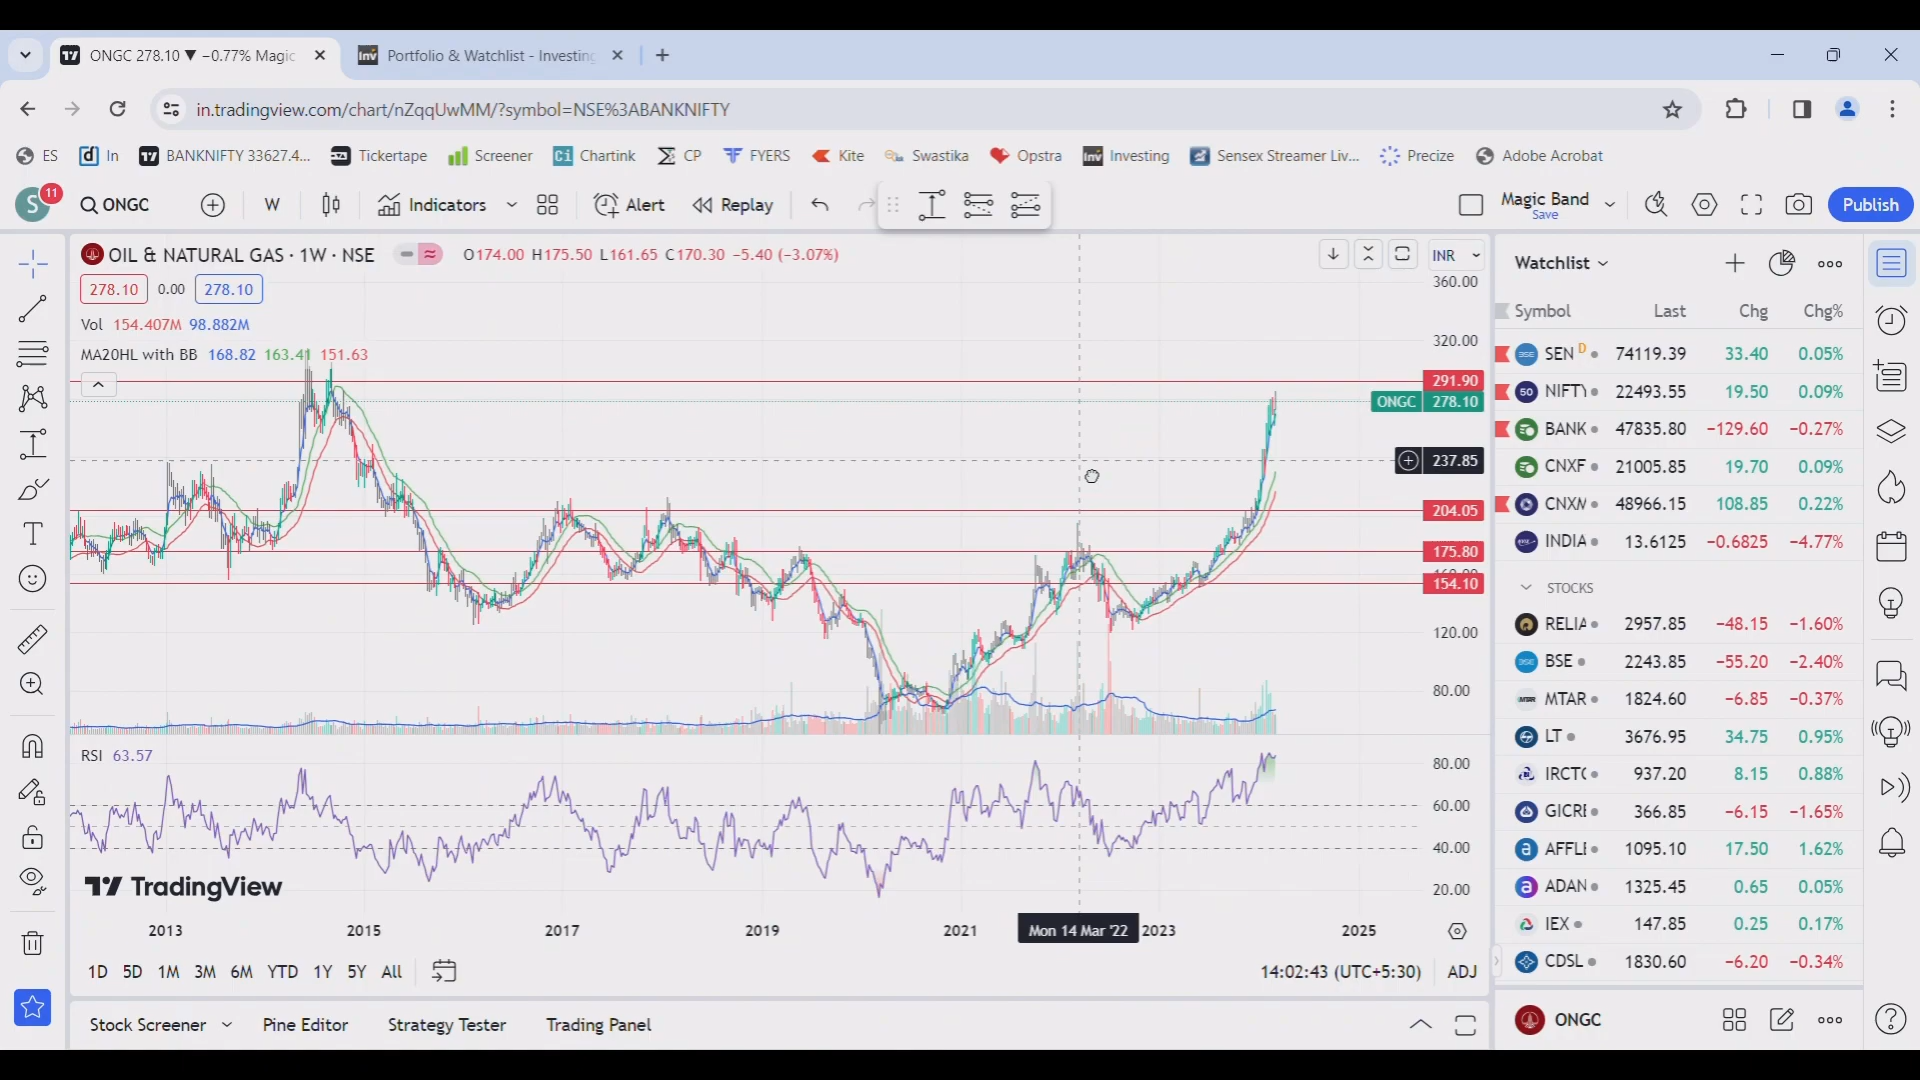 ONGC 278.10 ▼ −0.77% Magic
Portfolio & Watchlist - Investing
in.tradingview.com/chart/nZqqUwMM/?symbol=NSE%3ABANKNIFTY
ES In BANKNIFTY 33627.4... Tickertape Screener Chartink CP FYERS Kite Swastika Opstra Investing Sensex Streamer Liv... Precize Adobe Acrobat
S 11 ONGC W Indicators Alert Replay Magic Band Save Publish
OIL & NATURAL GAS · 1W · NSE O174.00 H175.50 L161.65 C170.30 −5.40 (−3.07%) INR
278.10 0.00 278.10
Vol 154.407M 98.882M
MA20HL with BB 168.82 163.41 151.63
360.00
320.00
291.90
ONGC 278.10
237.85
204.05
175.80
154.10
120.00
80.00
RSI 63.57
80.00
60.00
40.00
20.00
TradingView
2013 2015 2017 2019 2021 Mon 14 Mar '22 2023 2025
1D 5D 1M 3M 6M YTD 1Y 5Y All 14:02:43 (UTC+5:30) ADJ
Stock Screener Pine Editor Strategy Tester Trading Panel
Watchlist
Symbol Last Chg Chg%
SEN D 74119.39 33.40 0.05%
NIFTY 22493.55 19.50 0.09%
BANK 47835.80 −129.60 −0.27%
CNXF 21005.85 19.70 0.09%
CNXM 48966.15 108.85 0.22%
INDIA 13.6125 −0.6825 −4.77%
STOCKS
RELIA 2957.85 −48.15 −1.60%
BSE 2243.85 −55.20 −2.40%
MTAR 1824.60 −6.85 −0.37%
LT 3676.95 34.75 0.95%
IRCTC 937.20 8.15 0.88%
GICRE 366.85 −6.15 −1.65%
AFFLE 1095.10 17.50 1.62%
ADAN 1325.45 0.65 0.05%
IEX 147.85 0.25 0.17%
CDSL 1830.60 −6.20 −0.34%
ONGC